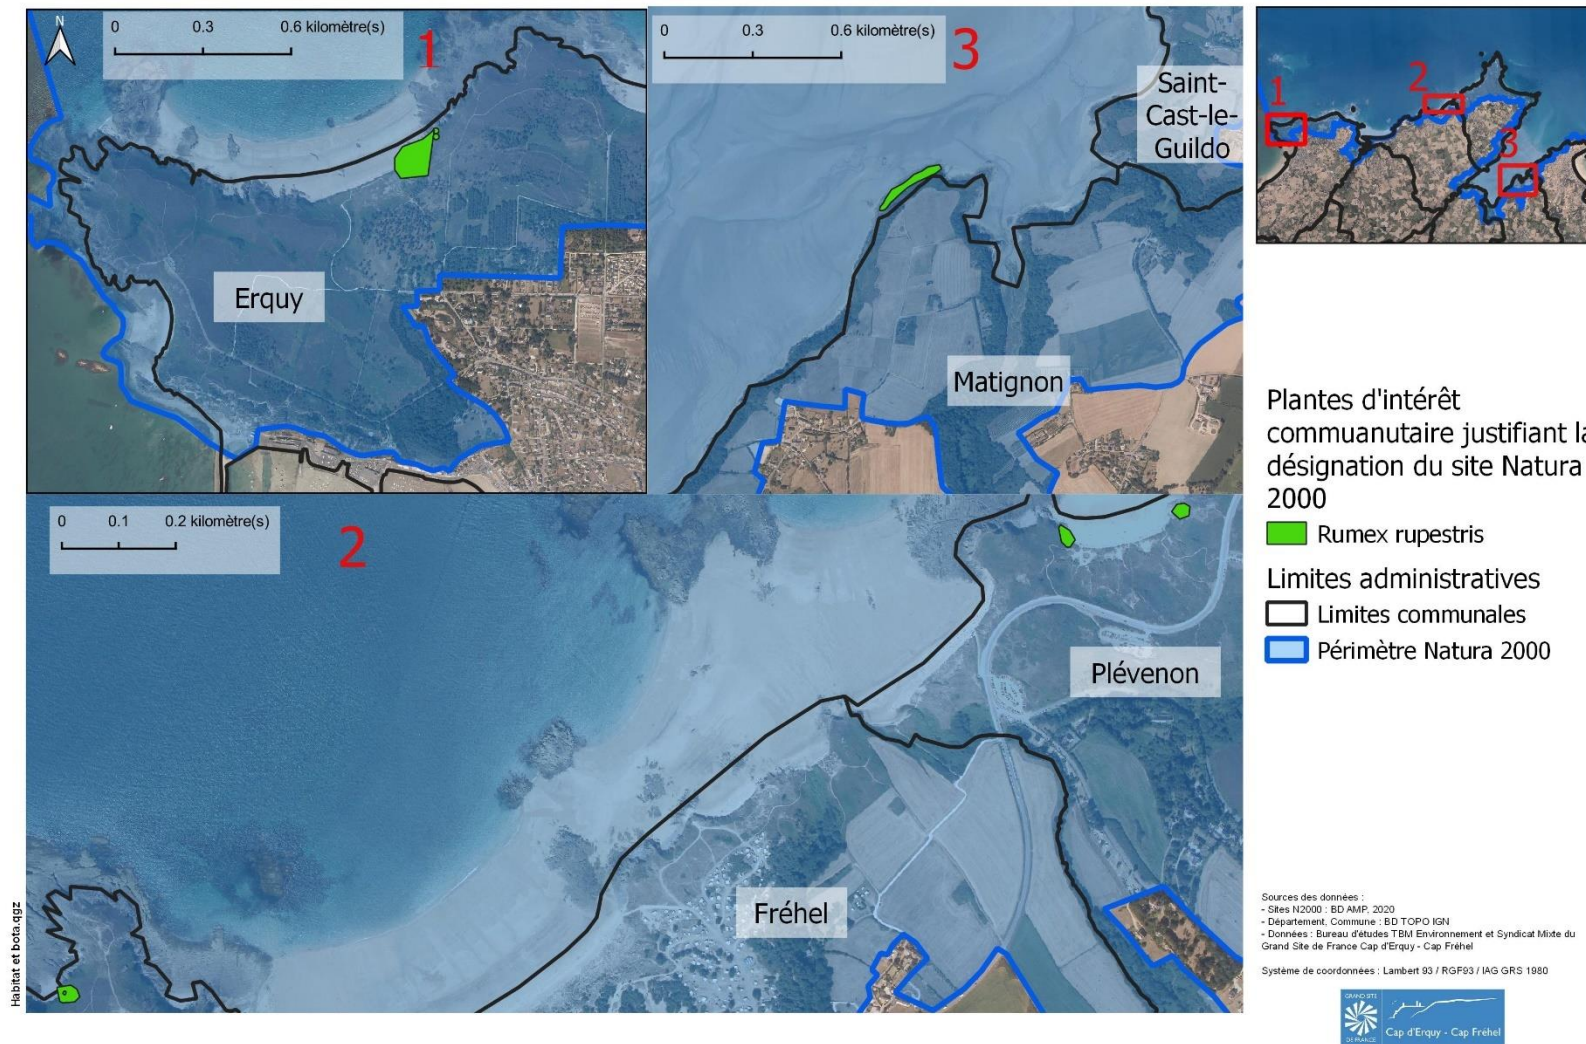 N
0 0.3 0.6 kilomètre(s)
1
Erquy
0 0.3 0.6 kilomètre(s)
3
Saint-
Cast-le-
Guildo
Matignon
0 0.1 0.2 kilomètre(s)
2
Plévenon
Fréhel
1
2
3
Plantes d'intérêt
commuanutaire justifiant la
désignation du site Natura
2000
Rumex rupestris
Limites administratives
Limites communales
Périmètre Natura 2000
Sources des données :
- Sites N2000 : BD AMP, 2020
- Département, Commune : BD TOPO IGN
- Données : Bureau d'études TBM Environnement et Syndicat Mixte du
Grand Site de France Cap d'Erquy - Cap Fréhel
Système de coordonnées : Lambert 93 / RGF93 / IAG GRS 1980
GRAND SITE
DE FRANCE
Cap d'Erquy - Cap Fréhel
Habitat et bota.qgz